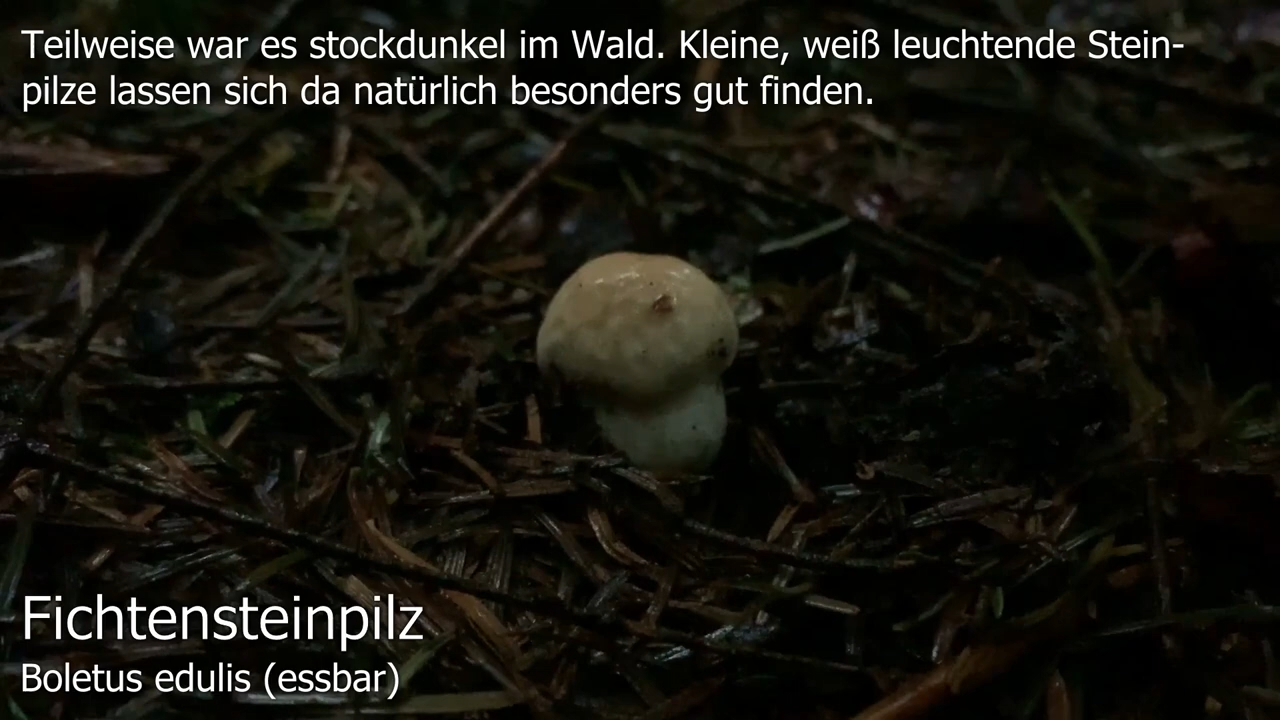 Teilweise war es stockdunkel im Wald. Kleine, weiß leuchtende Stein-
pilze lassen sich da natürlich besonders gut finden.
Fichtensteinpilz
Boletus edulis (essbar)